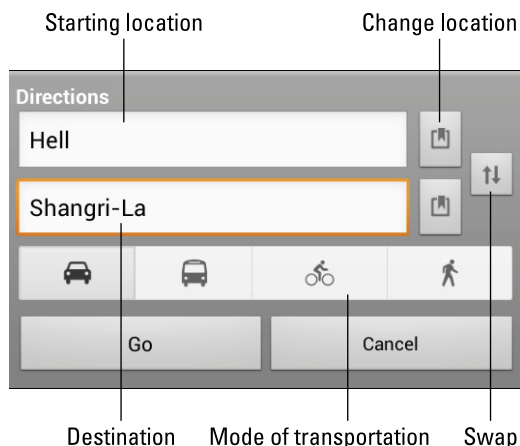 Starting location
Change location
Directions
Hell
Shangri-La
Go
Cancel
Destination
Mode of transportation
Swap